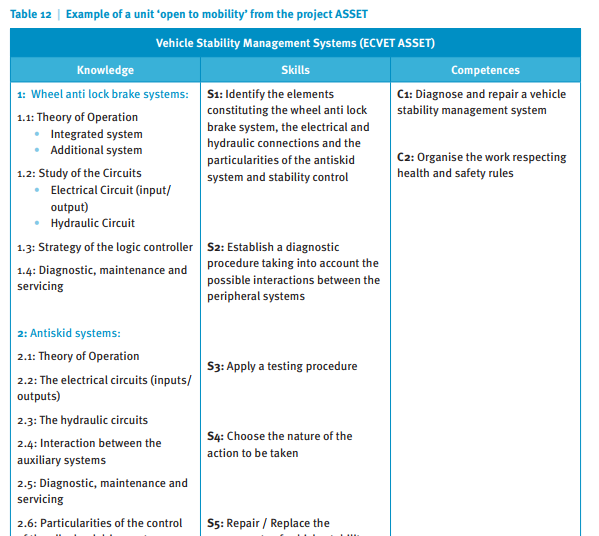 Table 12 | Example of a unit ‘open to mobility’ from the project ASSET
Vehicle Stability Management Systems (ECVET ASSET)
Knowledge
Skills
Competences
1: Wheel anti lock brake systems:
1.1: Theory of Operation
• Integrated system
• Additional system
1.2: Study of the Circuits
• Electrical Circuit (input/
output)
• Hydraulic Circuit
1.3: Strategy of the logic controller
1.4: Diagnostic, maintenance and
servicing
2: Antiskid systems:
2.1: Theory of Operation
2.2: The electrical circuits (inputs/
outputs)
2.3: The hydraulic circuits
2.4: Interaction between the
auxiliary systems
2.5: Diagnostic, maintenance and
servicing
2.6: Particularities of the control
S1: Identify the elements
constituting the wheel anti lock
brake system, the electrical and
hydraulic connections and the
particularities of the antiskid
system and stability control
S2: Establish a diagnostic
procedure taking into account the
possible interactions between the
peripheral systems
S3: Apply a testing procedure
S4: Choose the nature of the
action to be taken
S5: Repair / Replace the
C1: Diagnose and repair a vehicle
stability management system
C2: Organise the work respecting
health and safety rules